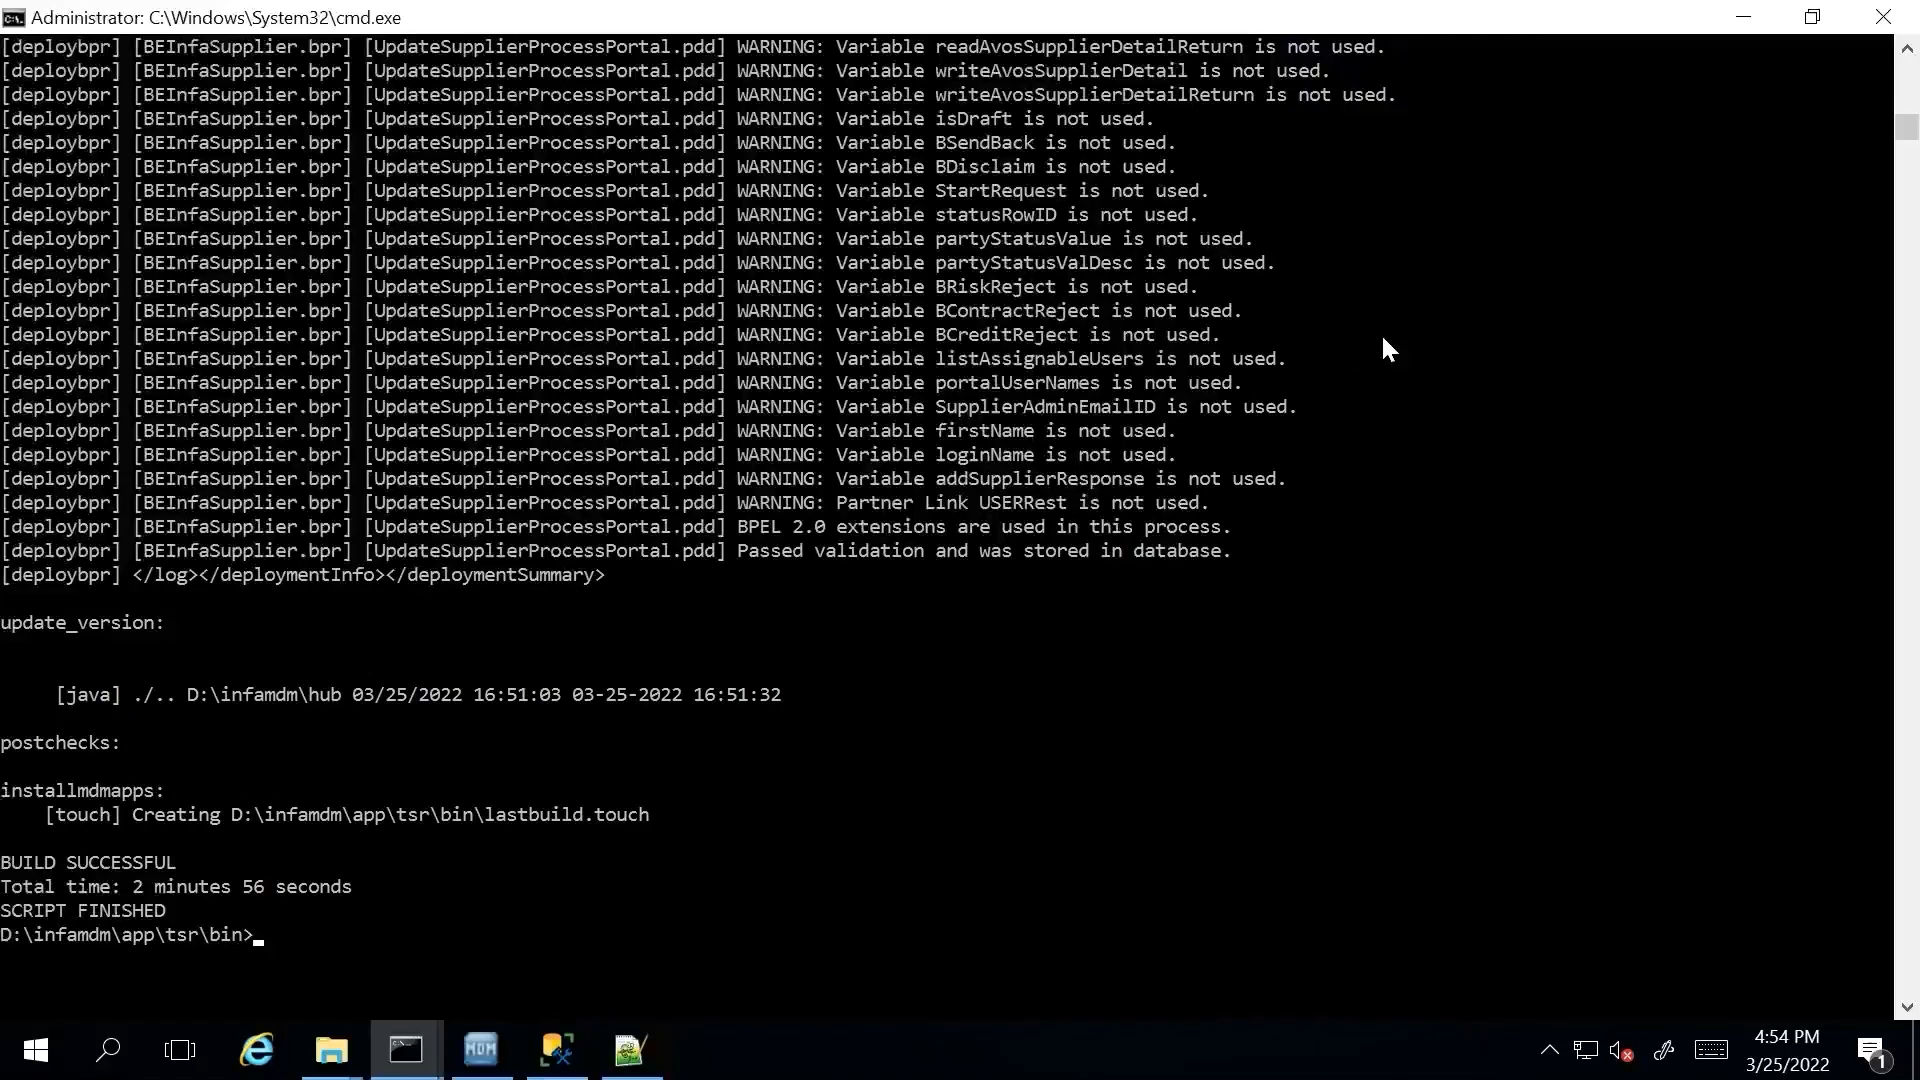 Administrator: C:\Windows\System32\cmd.exe
[deploybpr] [BEInfaSupplier.bpr] [UpdateSupplierProcessPortal.pdd] WARNING: Variable readAvosSupplierDetailReturn is not used.
[deploybpr] [BEInfaSupplier.bpr] [UpdateSupplierProcessPortal.pdd] WARNING: Variable writeAvosSupplierDetail is not used.
[deploybpr] [BEInfaSupplier.bpr] [UpdateSupplierProcessPortal.pdd] WARNING: Variable writeAvosSupplierDetailReturn is not used.
[deploybpr] [BEInfaSupplier.bpr] [UpdateSupplierProcessPortal.pdd] WARNING: Variable isDraft is not used.
[deploybpr] [BEInfaSupplier.bpr] [UpdateSupplierProcessPortal.pdd] WARNING: Variable BSendBack is not used.
[deploybpr] [BEInfaSupplier.bpr] [UpdateSupplierProcessPortal.pdd] WARNING: Variable BDisclaim is not used.
[deploybpr] [BEInfaSupplier.bpr] [UpdateSupplierProcessPortal.pdd] WARNING: Variable StartRequest is not used.
[deploybpr] [BEInfaSupplier.bpr] [UpdateSupplierProcessPortal.pdd] WARNING: Variable statusRowID is not used.
[deploybpr] [BEInfaSupplier.bpr] [UpdateSupplierProcessPortal.pdd] WARNING: Variable partyStatusValue is not used.
[deploybpr] [BEInfaSupplier.bpr] [UpdateSupplierProcessPortal.pdd] WARNING: Variable partyStatusValDesc is not used.
[deploybpr] [BEInfaSupplier.bpr] [UpdateSupplierProcessPortal.pdd] WARNING: Variable BRiskReject is not used.
[deploybpr] [BEInfaSupplier.bpr] [UpdateSupplierProcessPortal.pdd] WARNING: Variable BContractReject is not used.
[deploybpr] [BEInfaSupplier.bpr] [UpdateSupplierProcessPortal.pdd] WARNING: Variable BCreditReject is not used.
[deploybpr] [BEInfaSupplier.bpr] [UpdateSupplierProcessPortal.pdd] WARNING: Variable listAssignableUsers is not used.
[deploybpr] [BEInfaSupplier.bpr] [UpdateSupplierProcessPortal.pdd] WARNING: Variable portalUserNames is not used.
[deploybpr] [BEInfaSupplier.bpr] [UpdateSupplierProcessPortal.pdd] WARNING: Variable SupplierAdminEmailID is not used.
[deploybpr] [BEInfaSupplier.bpr] [UpdateSupplierProcessPortal.pdd] WARNING: Variable firstName is not used.
[deploybpr] [BEInfaSupplier.bpr] [UpdateSupplierProcessPortal.pdd] WARNING: Variable loginName is not used.
[deploybpr] [BEInfaSupplier.bpr] [UpdateSupplierProcessPortal.pdd] WARNING: Variable addSupplierResponse is not used.
[deploybpr] [BEInfaSupplier.bpr] [UpdateSupplierProcessPortal.pdd] WARNING: Partner Link USERRest is not used.
[deploybpr] [BEInfaSupplier.bpr] [UpdateSupplierProcessPortal.pdd] BPEL 2.0 extensions are used in this process.
[deploybpr] [BEInfaSupplier.bpr] [UpdateSupplierProcessPortal.pdd] Passed validation and was stored in database.
[deploybpr] </log></deploymentInfo></deploymentSummary>
update_version:
[java] ./.. D:\infamdm\hub 03/25/2022 16:51:03 03-25-2022 16:51:32
postchecks:
installmdmapps:
[touch] Creating D:\infamdm\app\tsr\bin\lastbuild.touch
BUILD SUCCESSFUL
Total time: 2 minutes 56 seconds
SCRIPT FINISHED
D:\infamdm\app\tsr\bin>
MDM
4:54 PM
3/25/2022
1